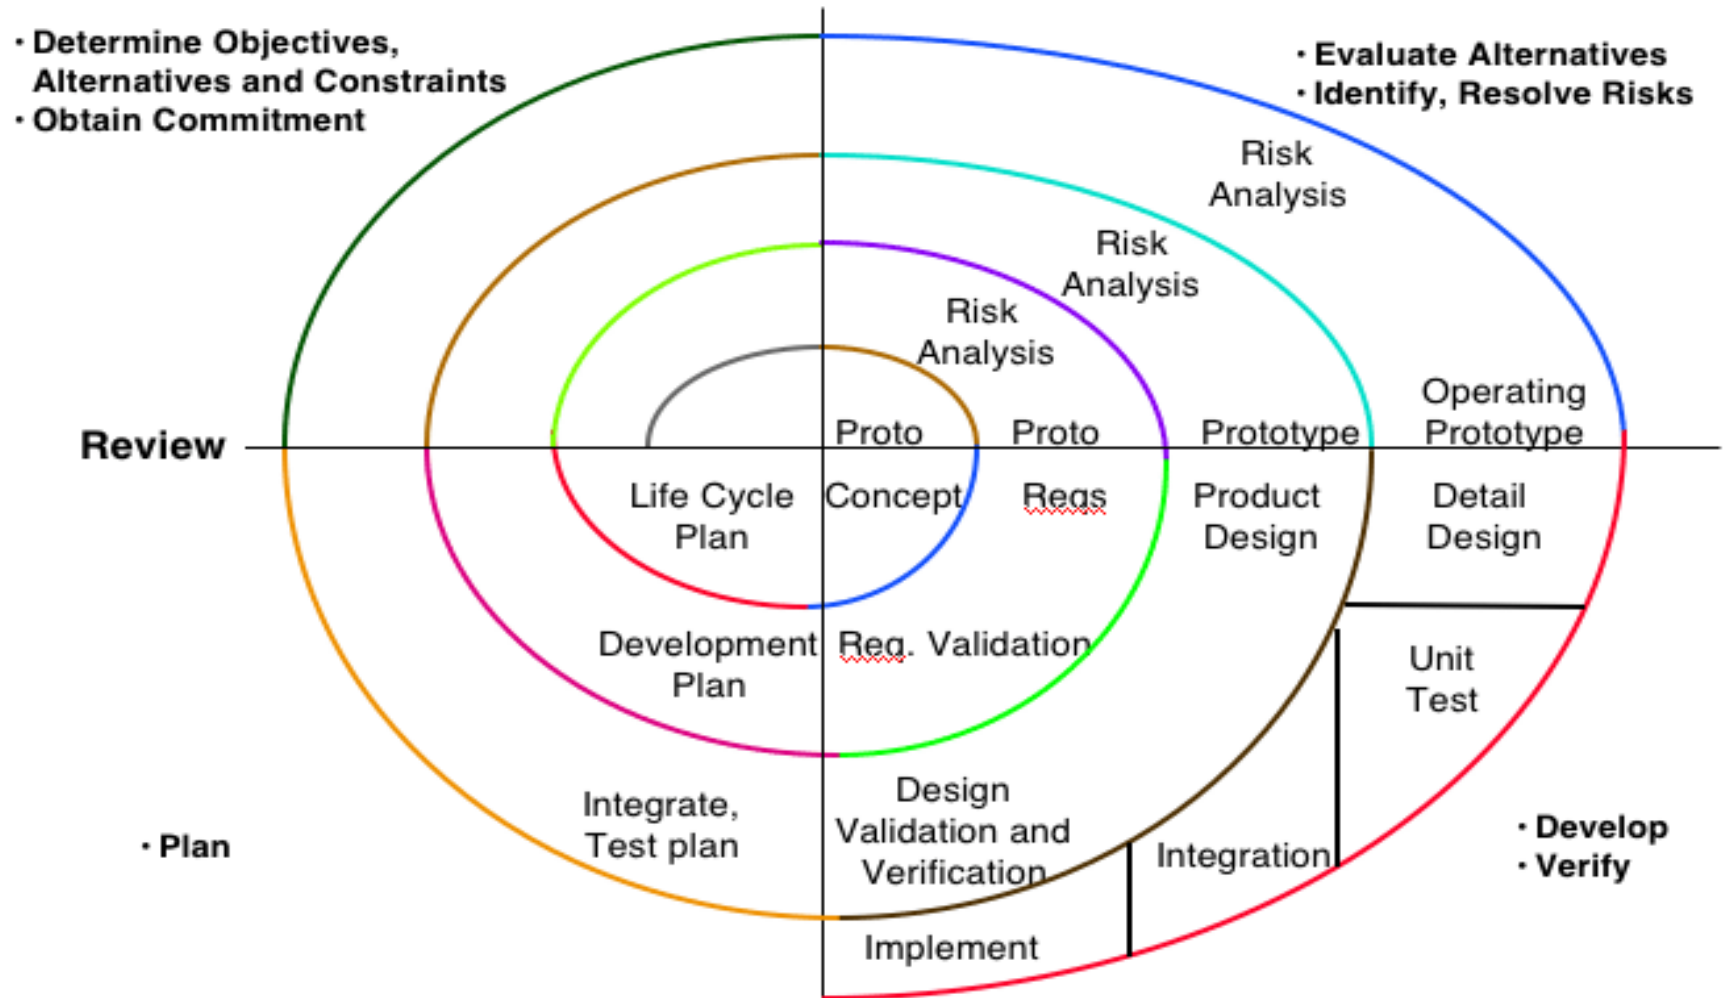 · Determine Objectives,
Alternatives and Constraints
· Obtain Commitment
· Evaluate Alternatives
· Identify, Resolve Risks
Risk
Analysis
Risk
Analysis
Risk
Analysis
Operating
Prototype
Prototype
Proto
Proto
Review
Life Cycle
Plan
Concept
Reqs
Product
Design
Detail
Design
Development
Plan
Req. Validation
Unit
Test
Integrate,
Test plan
Design
Validation and
Verification
Integration
Implement
· Plan
· Develop
· Verify